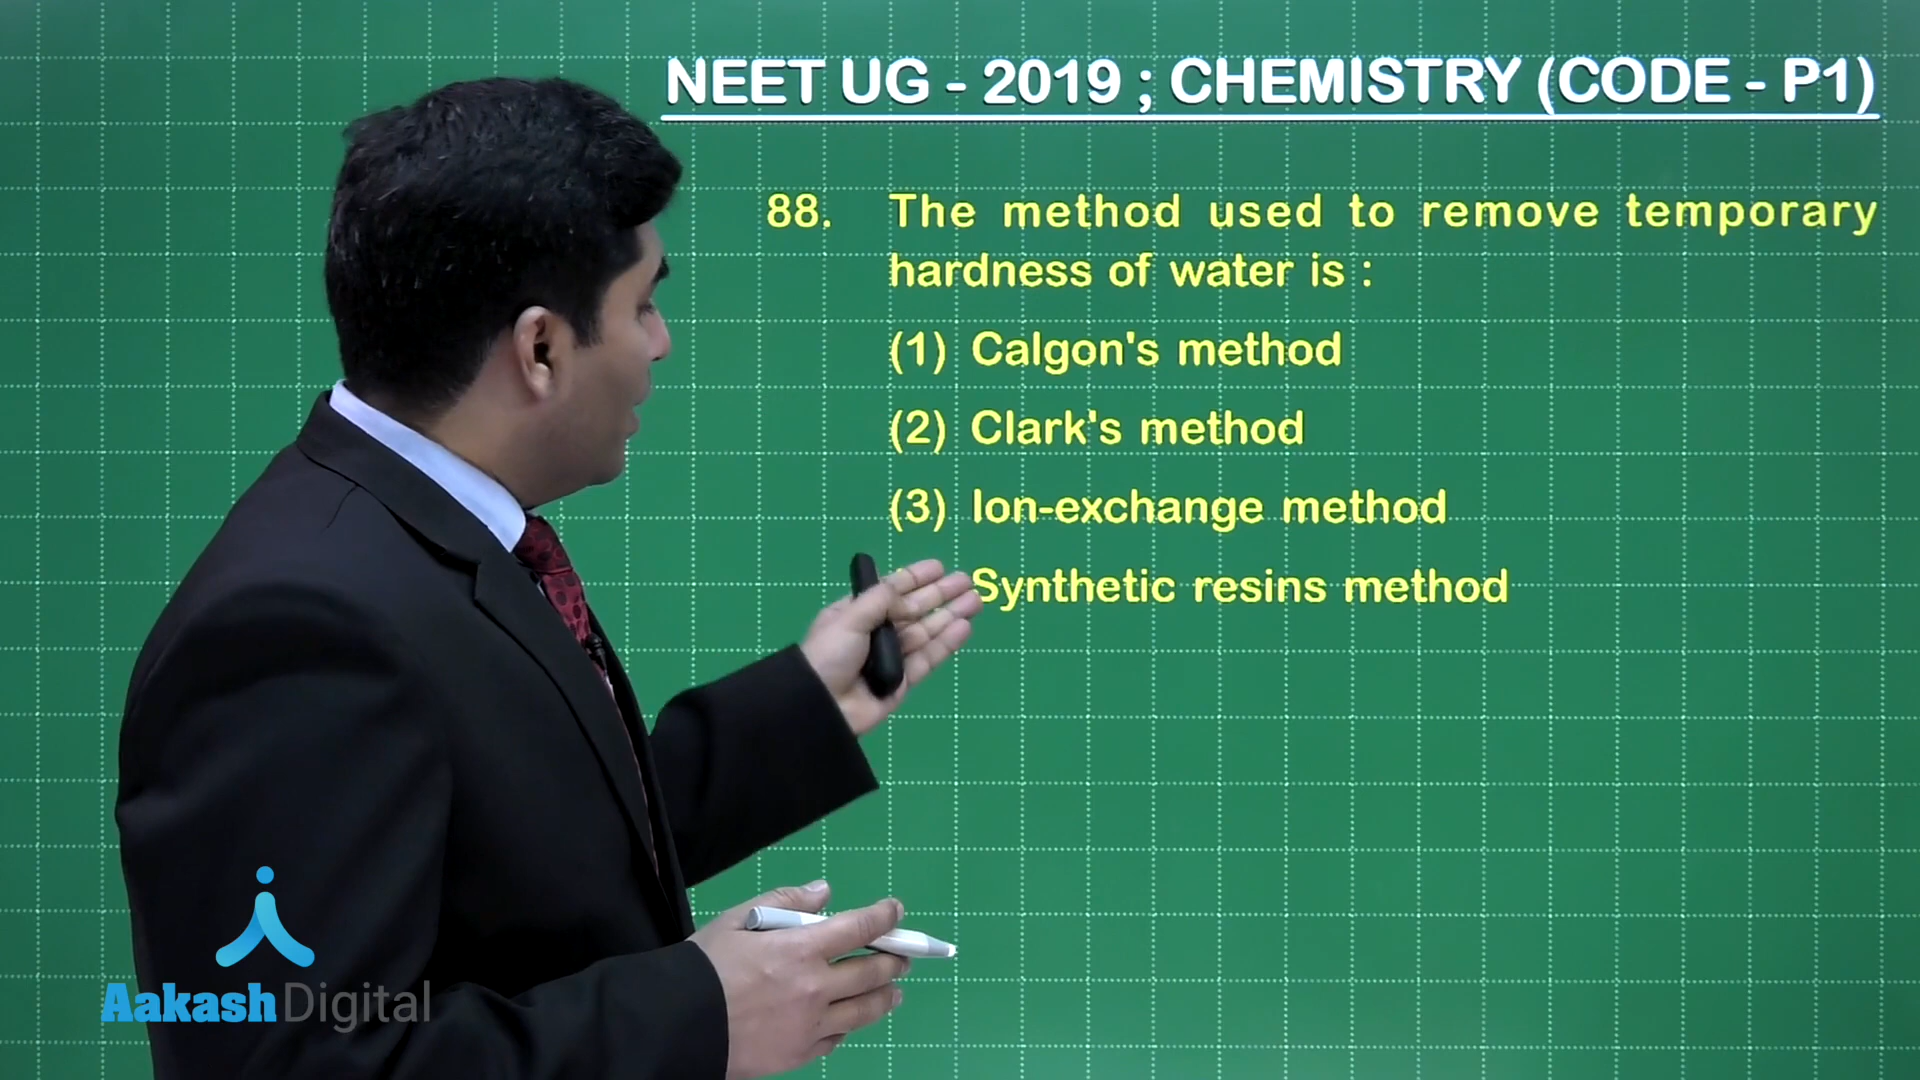 NEET UG - 2019 ; CHEMISTRY (CODE - P1)
88. The method used to remove temporary
hardness of water is :
(1) Calgon's method
(2) Clark's method
(3) Ion-exchange method
Synthetic resins method
Aakash Digital